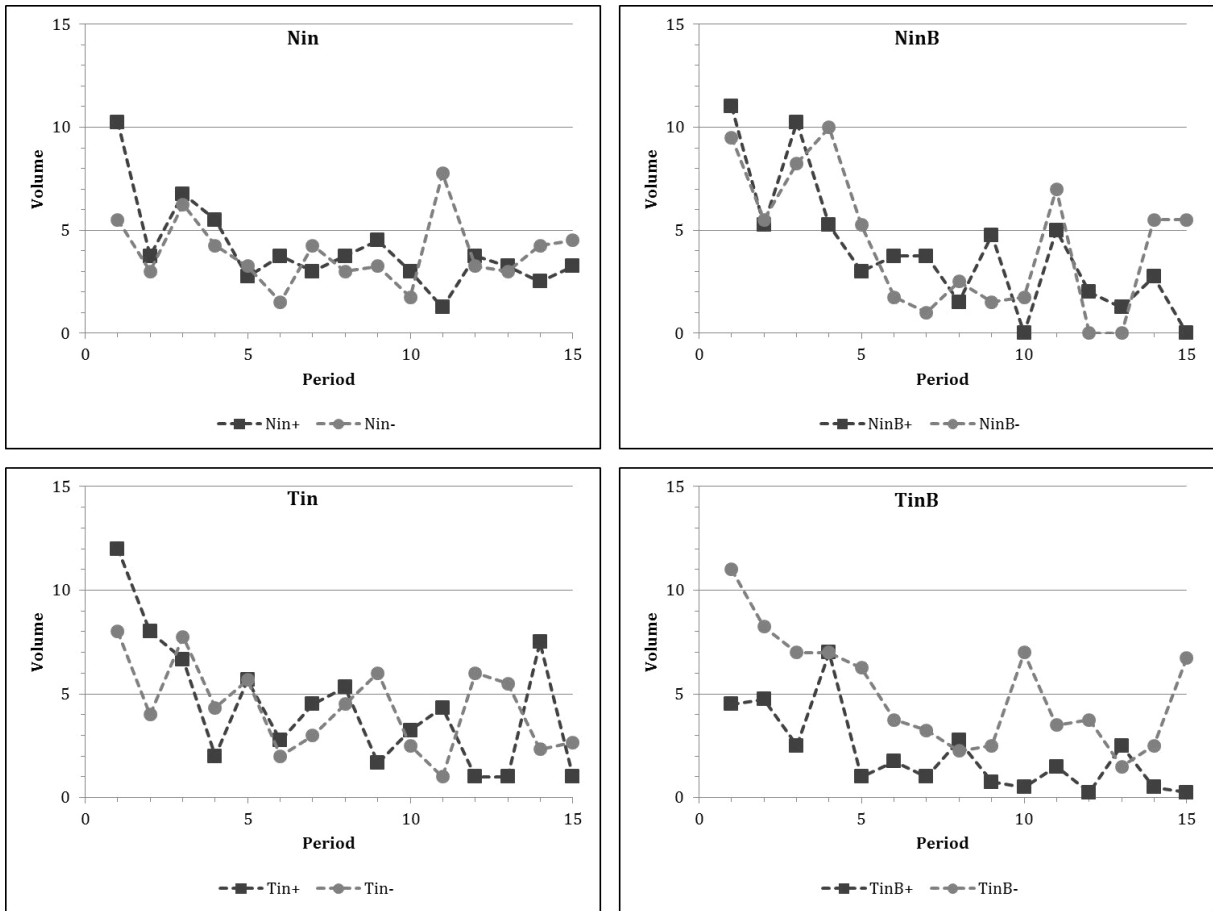 Nin
15
10
5
0
Volume
0 5 10 15
Period
Nin+ Nin-
NinB
15
10
5
0
Volume
0 5 10 15
Period
NinB+ NinB-
Tin
15
10
5
0
Volume
0 5 10 15
Period
Tin+ Tin-
TinB
15
10
5
0
Volume
0 5 10 15
Period
TinB+ TinB-